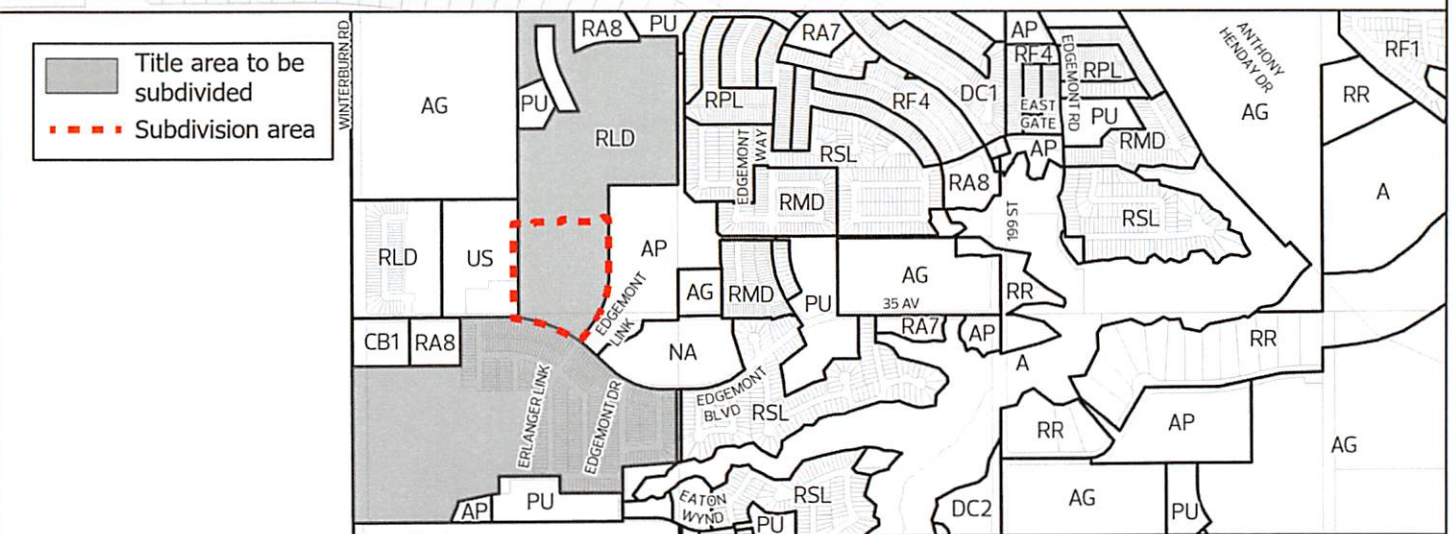 Title area to be
subdivided
Subdivision area
WINTERBURN RD
AG
RA8
PU
PU
RLD
RPL
RA7
RF4
DC1
AP
RF4
EAST
GATE
EDGEMONT RD
RPL
PU
RMD
AP
ANTHONY
HENDAY DR
AG
RF1
RR
A
EDGEMONT
WAY
RSL
RMD
RA8
199 ST
RSL
RLD
US
AP
EDGEMONT
LINK
AG
RMD
PU
AG
35 AV
RR
RA7
AP
A
RR
CB1
RA8
NA
ERLANGER LINK
EDGEMONT DR
EDGEMONT
BLVD
RSL
RR
AP
AG
AP
PU
EATON
WYND
RSL
PU
DC2
AG
PU